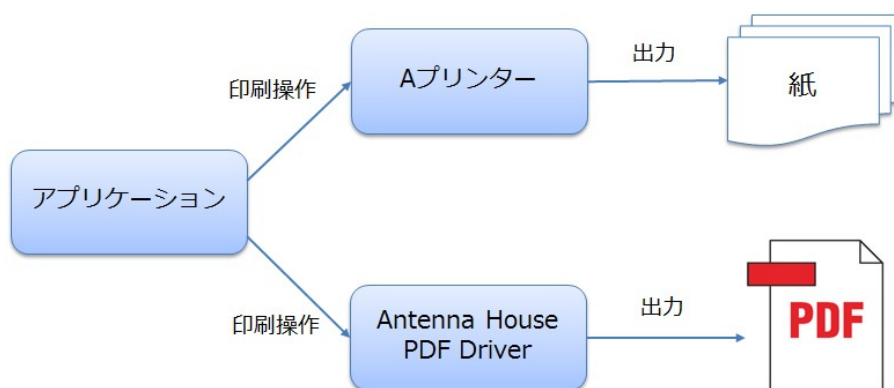 出力
印刷操作
Aプリンター
紙
アプリケーション
印刷操作
Antenna House
PDF Driver
出力
PDF